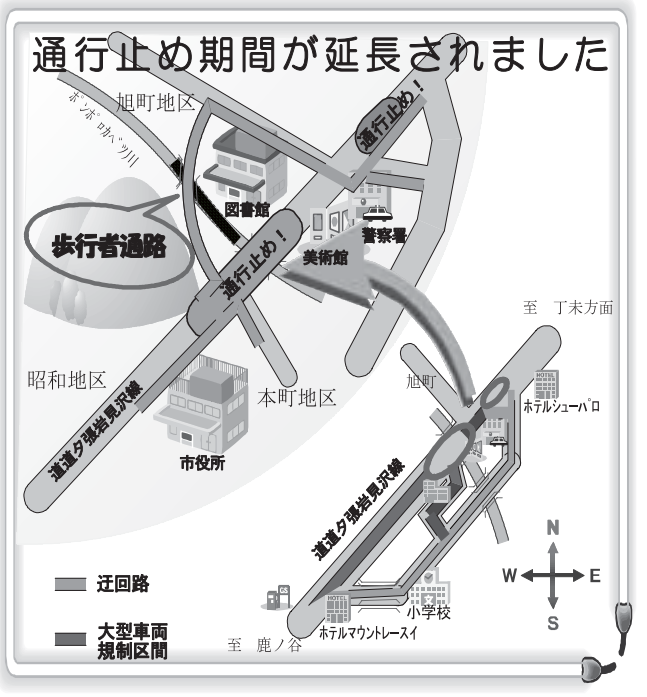 通行止め期間が延長されました
旭町地区
ポンポロカベツ川
通行止め！
図書館
警察署
美術館
歩行者通路
通行止め！
至　丁未方面
昭和地区
本町地区
旭町
HOTEL
ホテルシューパロ
道道夕張岩見沢線
市役所
道道夕張岩見沢線
N
W E
S
迂回路
大型車両
規制区間
小学校
HOTEL
ホテルマウントレースイ
至　鹿ノ谷